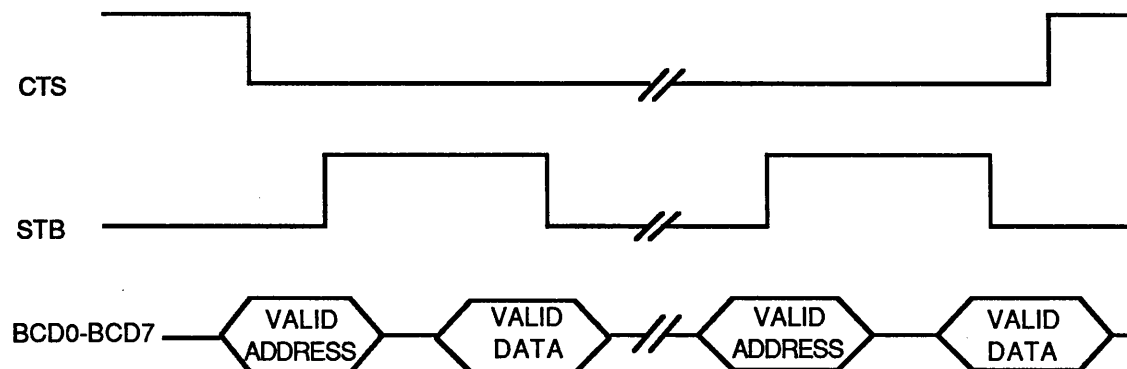 CTS
STB
BCD0-BCD7
VALID
ADDRESS
VALID
DATA
VALID
ADDRESS
VALID
DATA